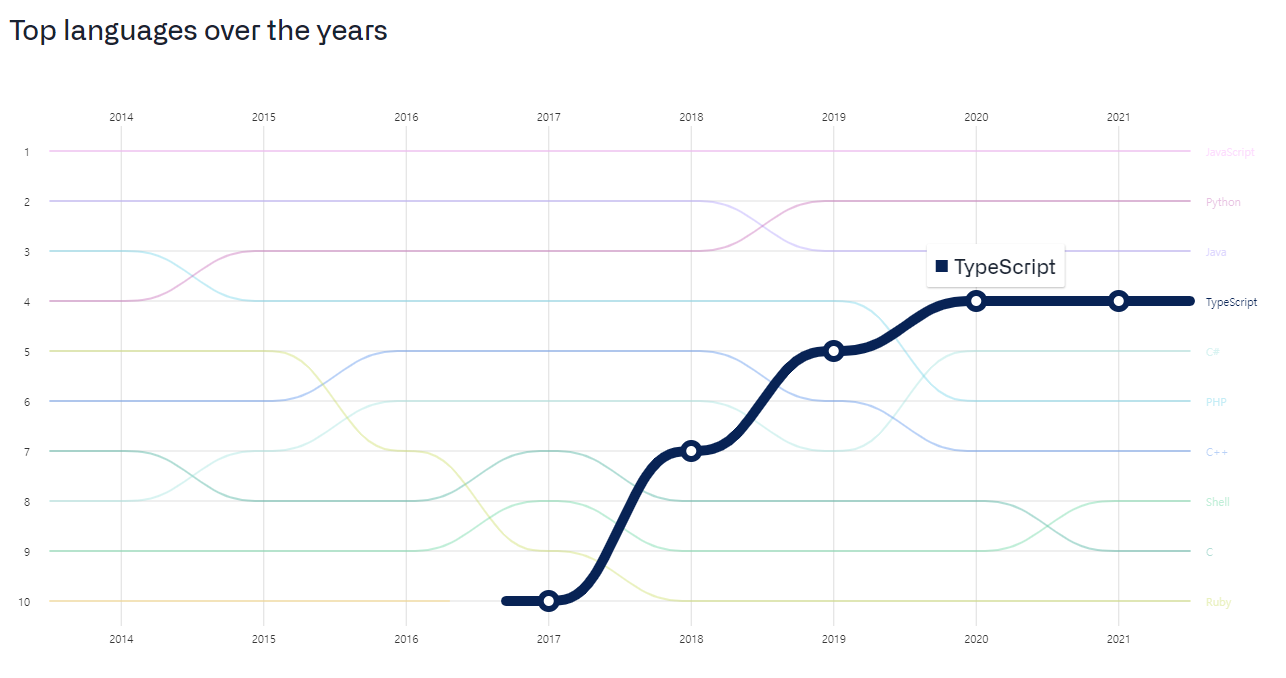 Top languages over the years
2014 2015 2016 2017 2018 2019 2020 2021
1 JavaScript
2 Python
3 Java
TypeScript
4 TypeScript
5 C#
6 PHP
7 C++
8 Shell
9 C
10 Ruby
2014 2015 2016 2017 2018 2019 2020 2021